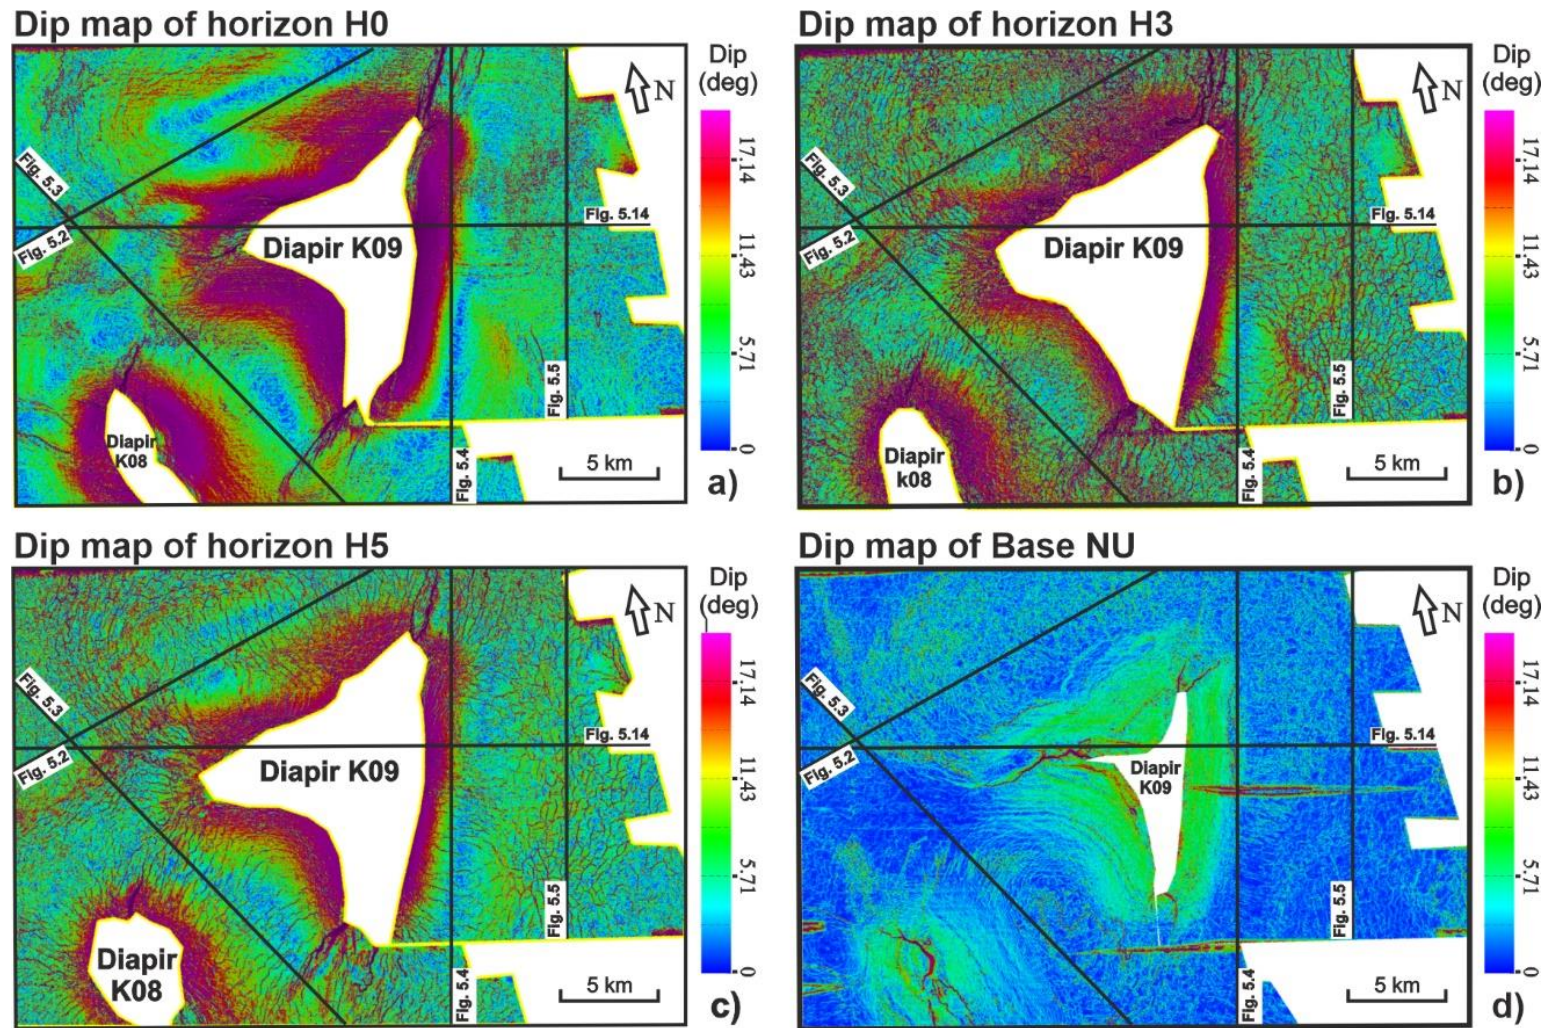 Dip map of horizon H0
Dip
(deg)
N
17.14
11.43
5.71
0
Fig. 5.3
Fig. 5.2
Fig. 5.14
Fig. 5.5
Fig. 5.4
Diapir K09
Diapir
K08
5 km
a)
Dip map of horizon H3
Dip
(deg)
N
17.14
11.43
5.71
0
Fig. 5.3
Fig. 5.2
Fig. 5.14
Fig. 5.5
Fig. 5.4
Diapir K09
Diapir
k08
5 km
b)
Dip map of horizon H5
Dip
(deg)
N
17.14
11.43
5.71
0
Fig. 5.3
Fig. 5.2
Fig. 5.14
Fig. 5.5
Fig. 5.4
Diapir K09
Diapir
K08
5 km
c)
Dip map of Base NU
Dip
(deg)
N
17.14
11.43
5.71
0
Fig. 5.3
Fig. 5.2
Fig. 5.14
Fig. 5.5
Fig. 5.4
Diapir
K09
5 km
d)